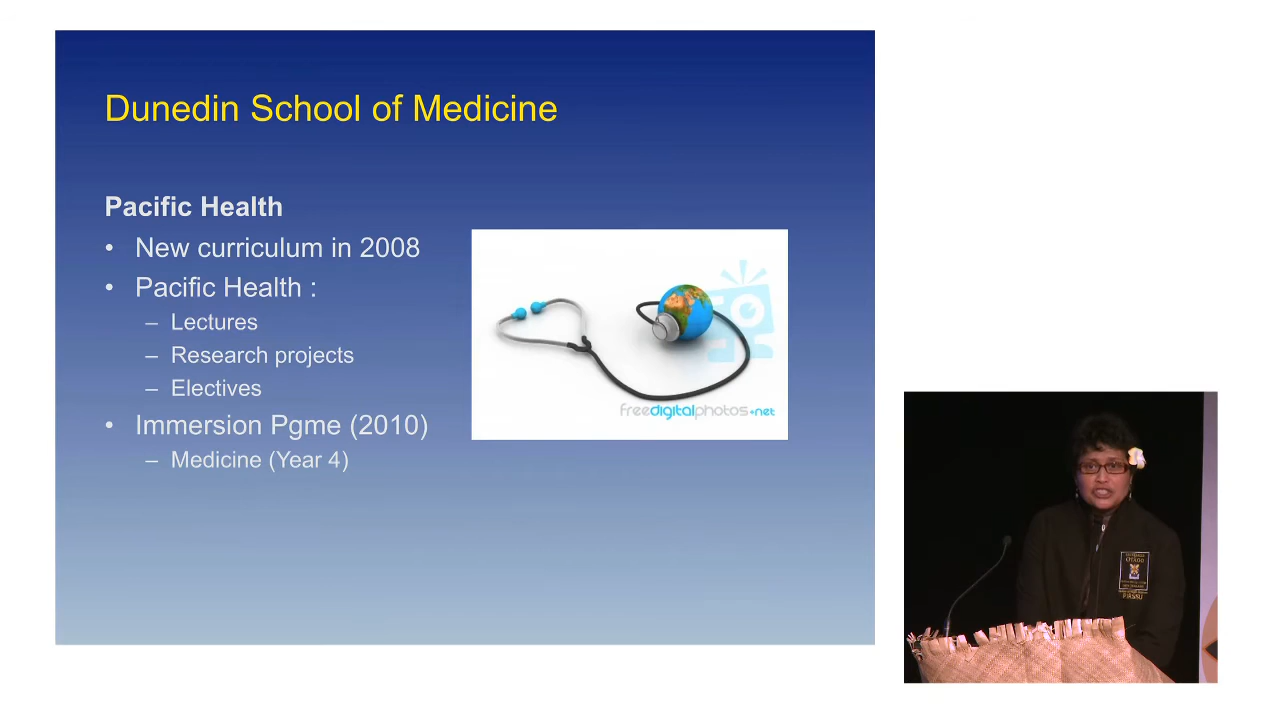 Dunedin School of Medicine
Pacific Health
• New curriculum in 2008
• Pacific Health :
– Lectures
– Research projects
– Electives
• Immersion Pgme (2010)
– Medicine (Year 4)
freedigitalphotos.net
OTAGO